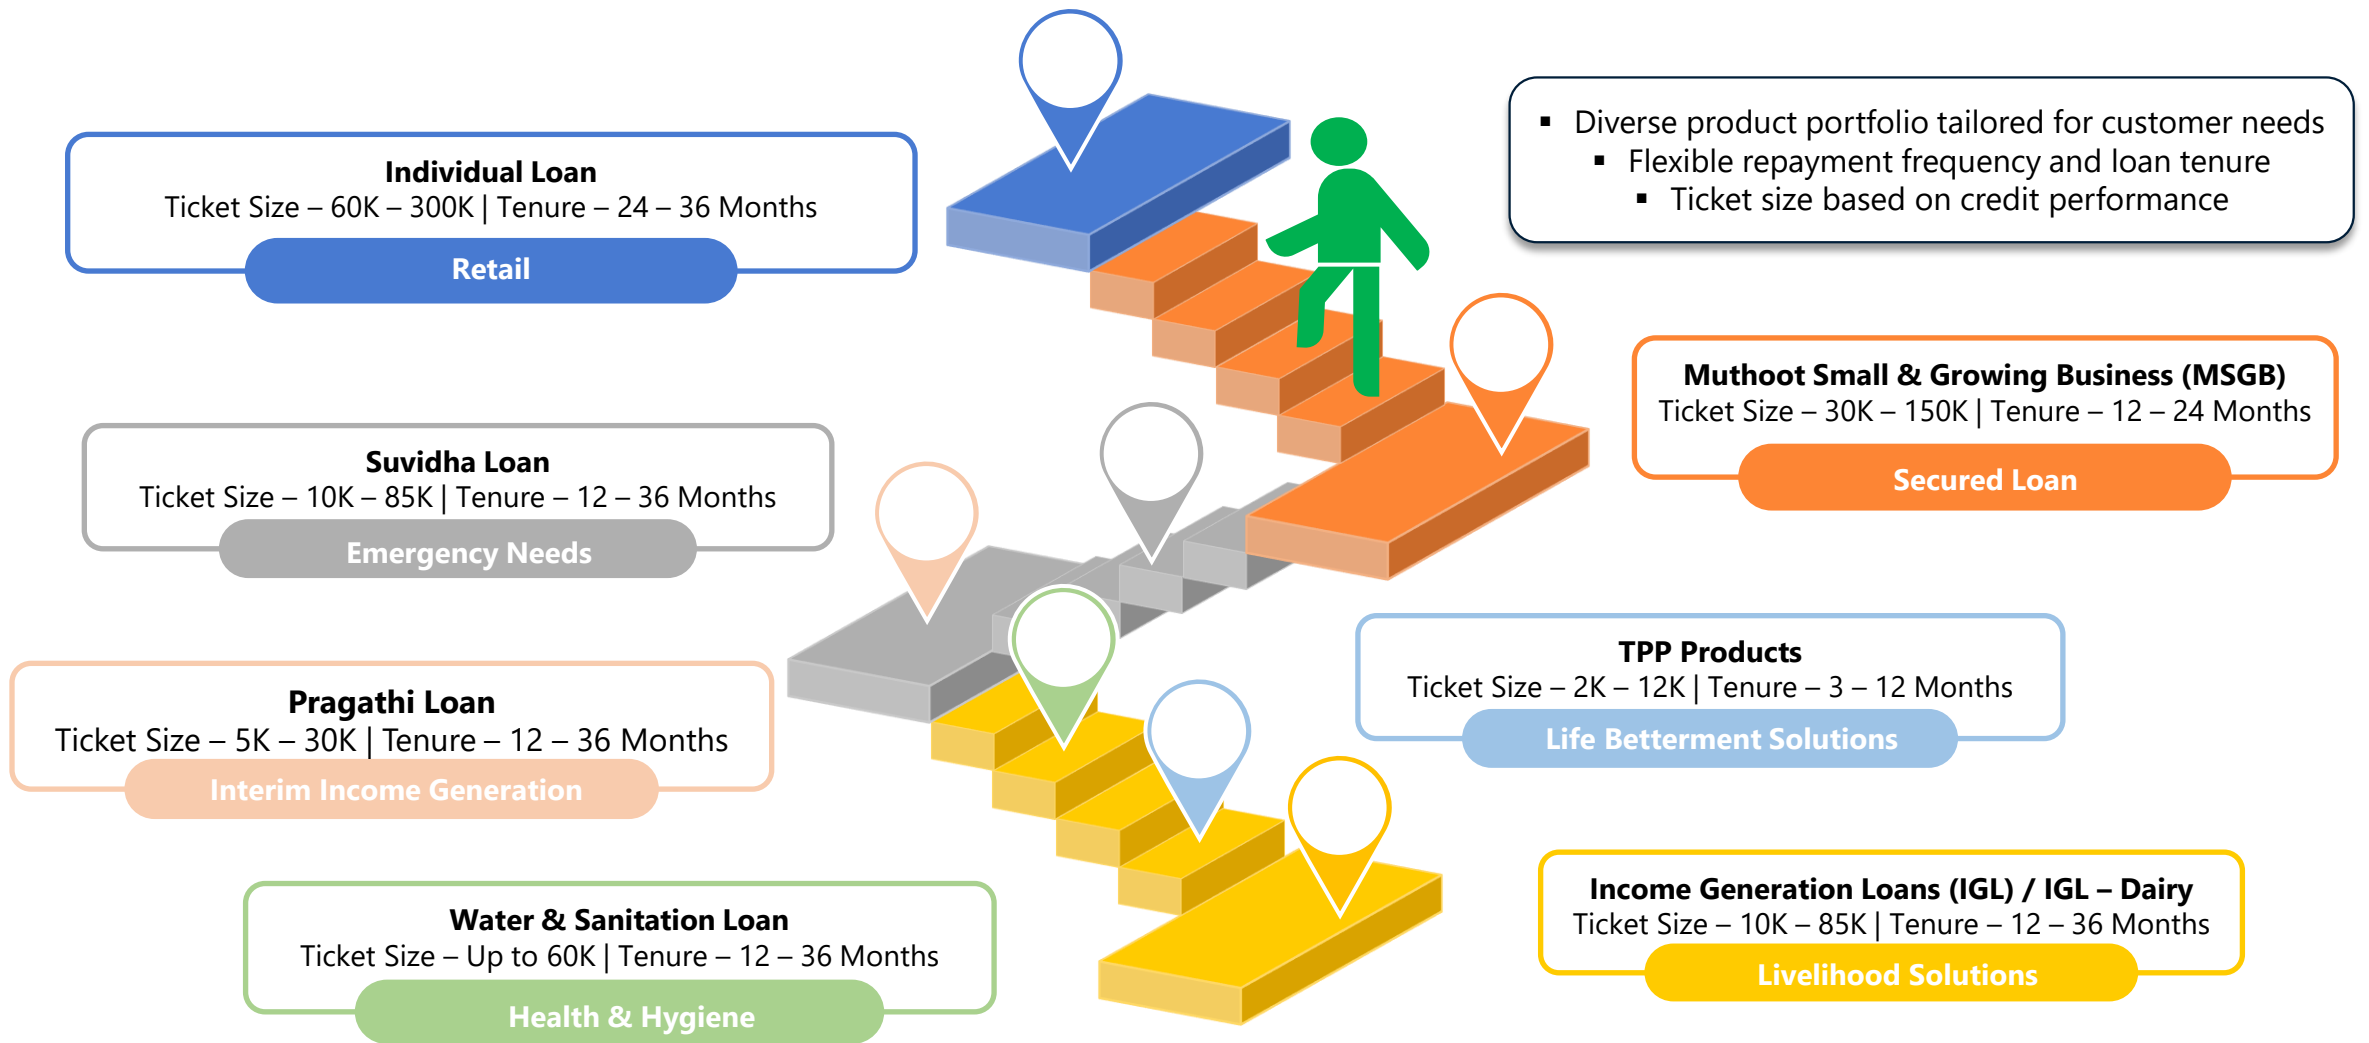 ▪ Diverse product portfolio tailored for customer needs
▪ Flexible repayment frequency and loan tenure
▪ Ticket size based on credit performance
Individual Loan
Ticket Size – 60K – 300K | Tenure – 24 – 36 Months
Retail
Muthoot Small & Growing Business (MSGB)
Ticket Size – 30K – 150K | Tenure – 12 – 24 Months
Secured Loan
Suvidha Loan
Ticket Size – 10K – 85K | Tenure – 12 – 36 Months
Emergency Needs
TPP Products
Ticket Size – 2K – 12K | Tenure – 3 – 12 Months
Life Betterment Solutions
Pragathi Loan
Ticket Size – 5K – 30K | Tenure – 12 – 36 Months
Interim Income Generation
Income Generation Loans (IGL) / IGL – Dairy
Ticket Size – 10K – 85K | Tenure – 12 – 36 Months
Livelihood Solutions
Water & Sanitation Loan
Ticket Size – Up to 60K | Tenure – 12 – 36 Months
Health & Hygiene